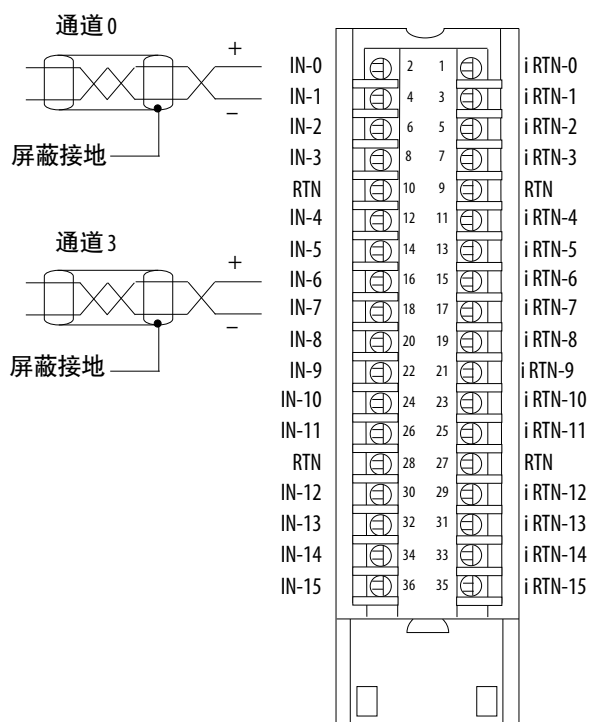 通道0
+
−
屏蔽接地
通道3
+
−
屏蔽接地
IN-0 2 1 i RTN-0
IN-1 4 3 i RTN-1
IN-2 6 5 i RTN-2
IN-3 8 7 i RTN-3
RTN 10 9 RTN
IN-4 12 11 i RTN-4
IN-5 14 13 i RTN-5
IN-6 16 15 i RTN-6
IN-7 18 17 i RTN-7
IN-8 20 19 i RTN-8
IN-9 22 21 i RTN-9
IN-10 24 23 i RTN-10
IN-11 26 25 i RTN-11
RTN 28 27 RTN
IN-12 30 29 i RTN-12
IN-13 32 31 i RTN-13
IN-14 34 33 i RTN-14
IN-15 36 35 i RTN-15